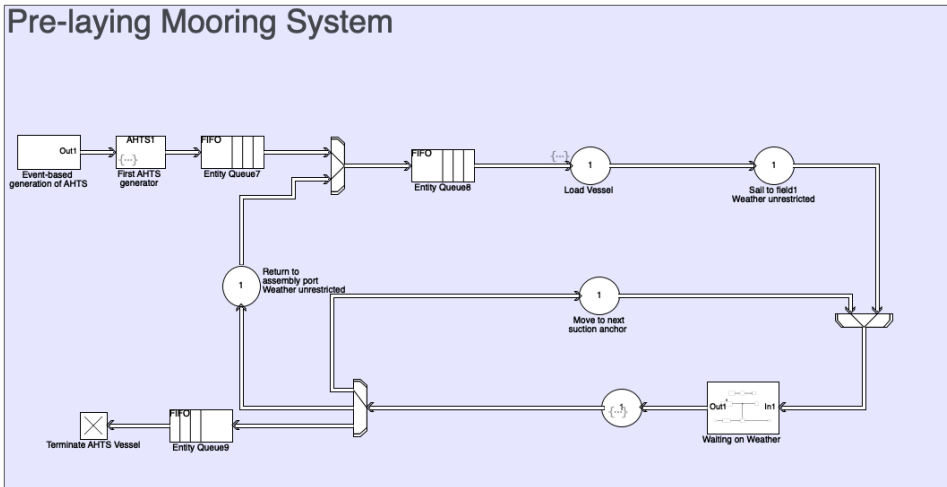 Pre-laying Mooring System
Out1
Event-based
generation of AHTS
AHTS1
{...}
First AHTS
generator
FIFO
Entity Queue7
FIFO
Entity Queue8
{...}
1
Load Vessel
1
Sail to field1
Weather unrestricted
1
Return to
assembly port
Weather unrestricted
1
Move to next
suction anchor
1
{...}
Out1
In1
Waiting on Weather
FIFO
Entity Queue9
Terminate AHTS Vessel